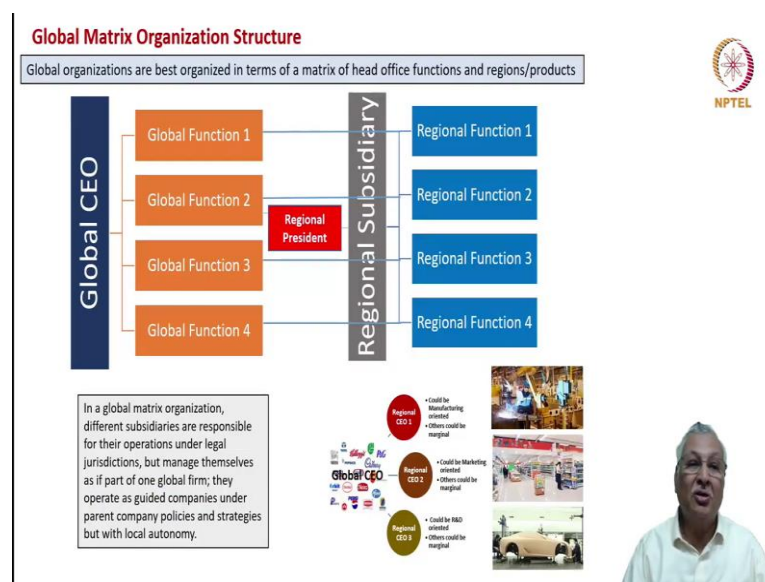 Global Matrix Organization Structure
Global organizations are best organized in terms of a matrix of head office functions and regions/products
NPTEL
Global CEO
Global Function 1
Global Function 2
Global Function 3
Global Function 4
Regional
President
Regional Subsidiary
Regional Function 1
Regional Function 2
Regional Function 3
Regional Function 4
In a global matrix organization,
different subsidiaries are responsible
for their operations under legal
jurisdictions, but manage themselves
as if part of one global firm; they
operate as guided companies under
parent company policies and strategies
but with local autonomy.
Global CEO
Regional
CEO 1
• Could be
Manufacturing
oriented
• Others could be
marginal
Regional
CEO 2
• Could be Marketing
oriented
• Others could be
marginal
Regional
CEO 3
• Could be R&D
oriented
• Others could be
marginal